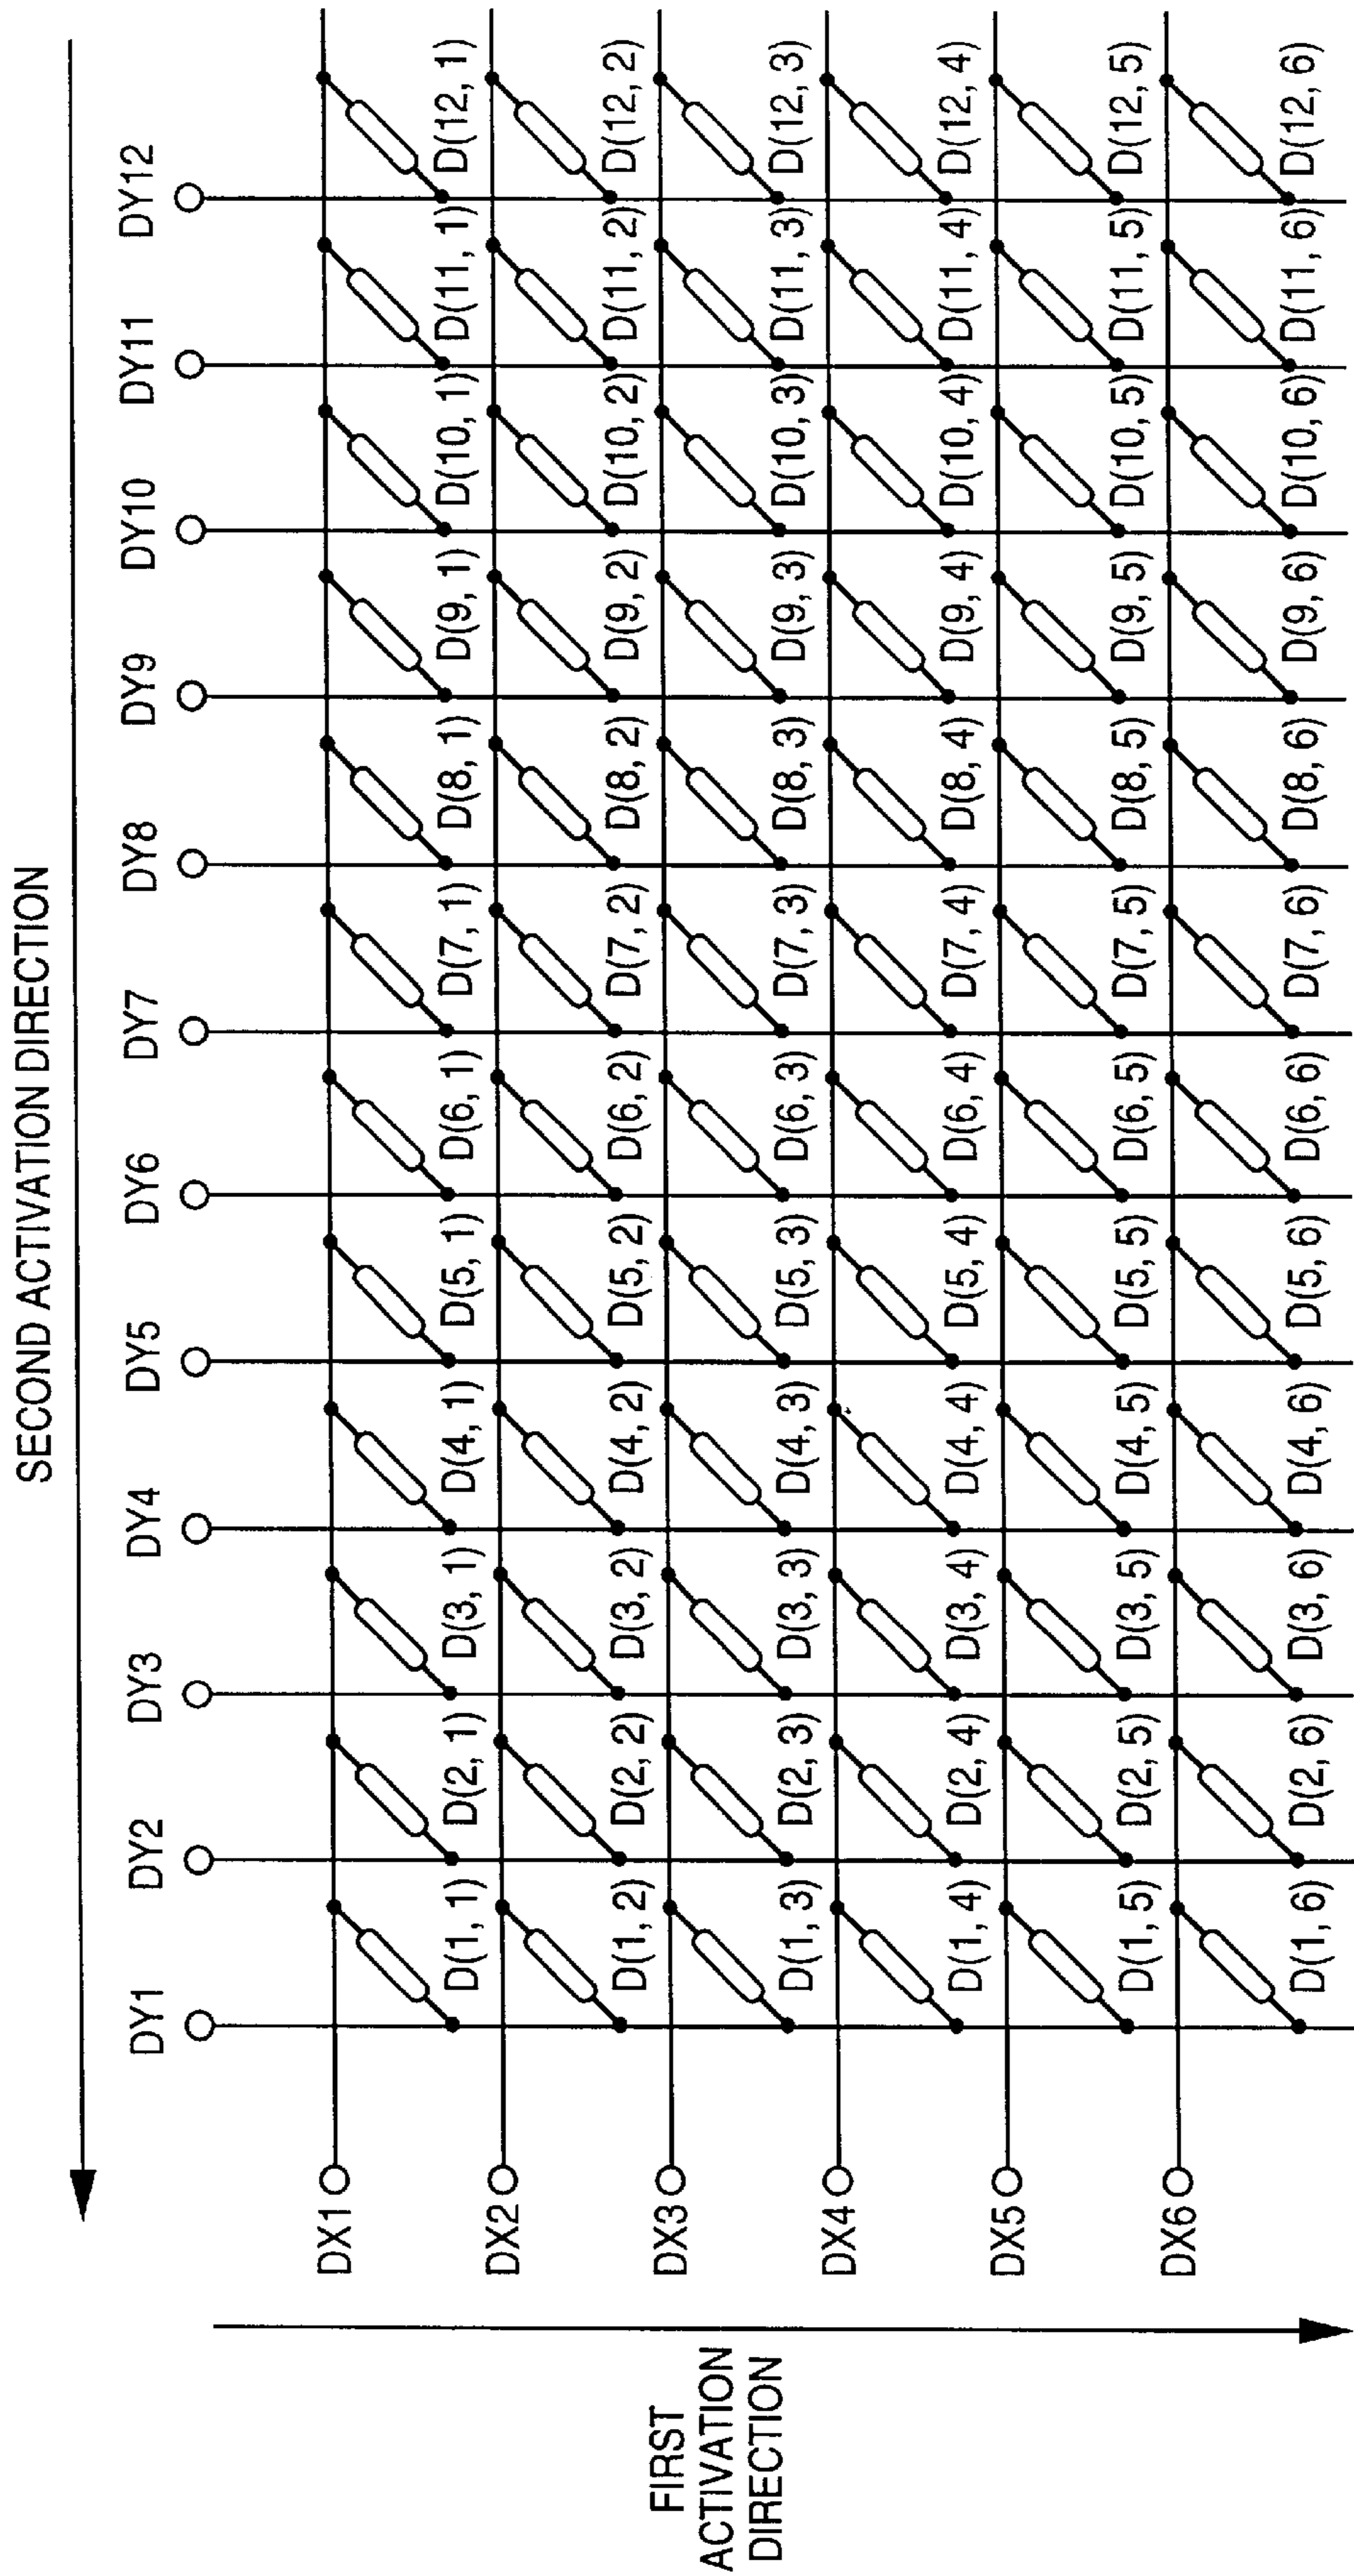 SECOND ACTIVATION DIRECTION
DY1 DY2 DY3 DY4 DY5 DY6 DY7 DY8 DY9 DY10 DY11 DY12
DX1
D(1, 1) D(2, 1) D(3, 1) D(4, 1) D(5, 1) D(6, 1) D(7, 1) D(8, 1) D(9, 1) D(10, 1) D(11, 1) D(12, 1)
DX2
D(1, 2) D(2, 2) D(3, 2) D(4, 2) D(5, 2) D(6, 2) D(7, 2) D(8, 2) D(9, 2) D(10, 2) D(11, 2) D(12, 2)
FIRST
ACTIVATION
DIRECTION
DX3
D(1, 3) D(2, 3) D(3, 3) D(4, 3) D(5, 3) D(6, 3) D(7, 3) D(8, 3) D(9, 3) D(10, 3) D(11, 3) D(12, 3)
DX4
D(1, 4) D(2, 4) D(3, 4) D(4, 4) D(5, 4) D(6, 4) D(7, 4) D(8, 4) D(9, 4) D(10, 4) D(11, 4) D(12, 4)
DX5
D(1, 5) D(2, 5) D(3, 5) D(4, 5) D(5, 5) D(6, 5) D(7, 5) D(8, 5) D(9, 5) D(10, 5) D(11, 5) D(12, 5)
DX6
D(1, 6) D(2, 6) D(3, 6) D(4, 6) D(5, 6) D(6, 6) D(7, 6) D(8, 6) D(9, 6) D(10, 6) D(11, 6) D(12, 6)